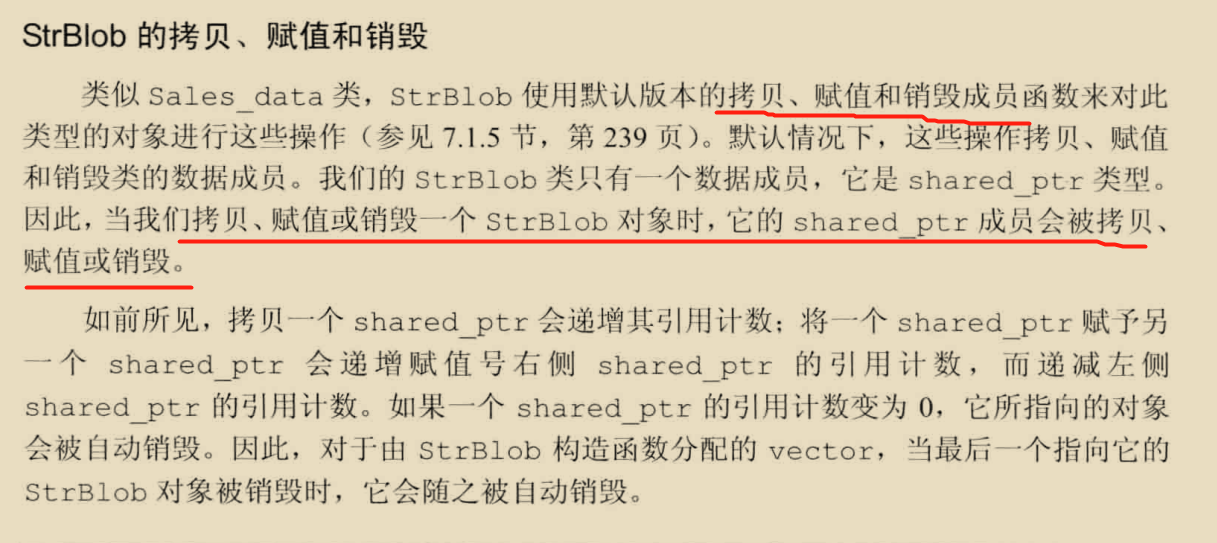 StrBlob 的拷贝、赋值和销毁
类似 Sales_data 类，StrBlob 使用默认版本的拷贝、赋值和销毁成员函数来对此
类型的对象进行这些操作（参见 7.1.5 节，第 239 页）。默认情况下，这些操作拷贝、赋值
和销毁类的数据成员。我们的 StrBlob 类只有一个数据成员，它是 shared_ptr 类型。
因此，当我们拷贝、赋值或销毁一个 StrBlob 对象时，它的 shared_ptr 成员会被拷贝、
赋值或销毁。
如前所见，拷贝一个 shared_ptr 会递增其引用计数；将一个 shared_ptr 赋予另
一个 shared_ptr 会递增赋值号右侧 shared_ptr 的引用计数，而递减左侧
shared_ptr 的引用计数。如果一个 shared_ptr 的引用计数变为 0，它所指向的对象
会被自动销毁。因此，对于由 StrBlob 构造函数分配的 vector，当最后一个指向它的
StrBlob 对象被销毁时，它会随之被自动销毁。